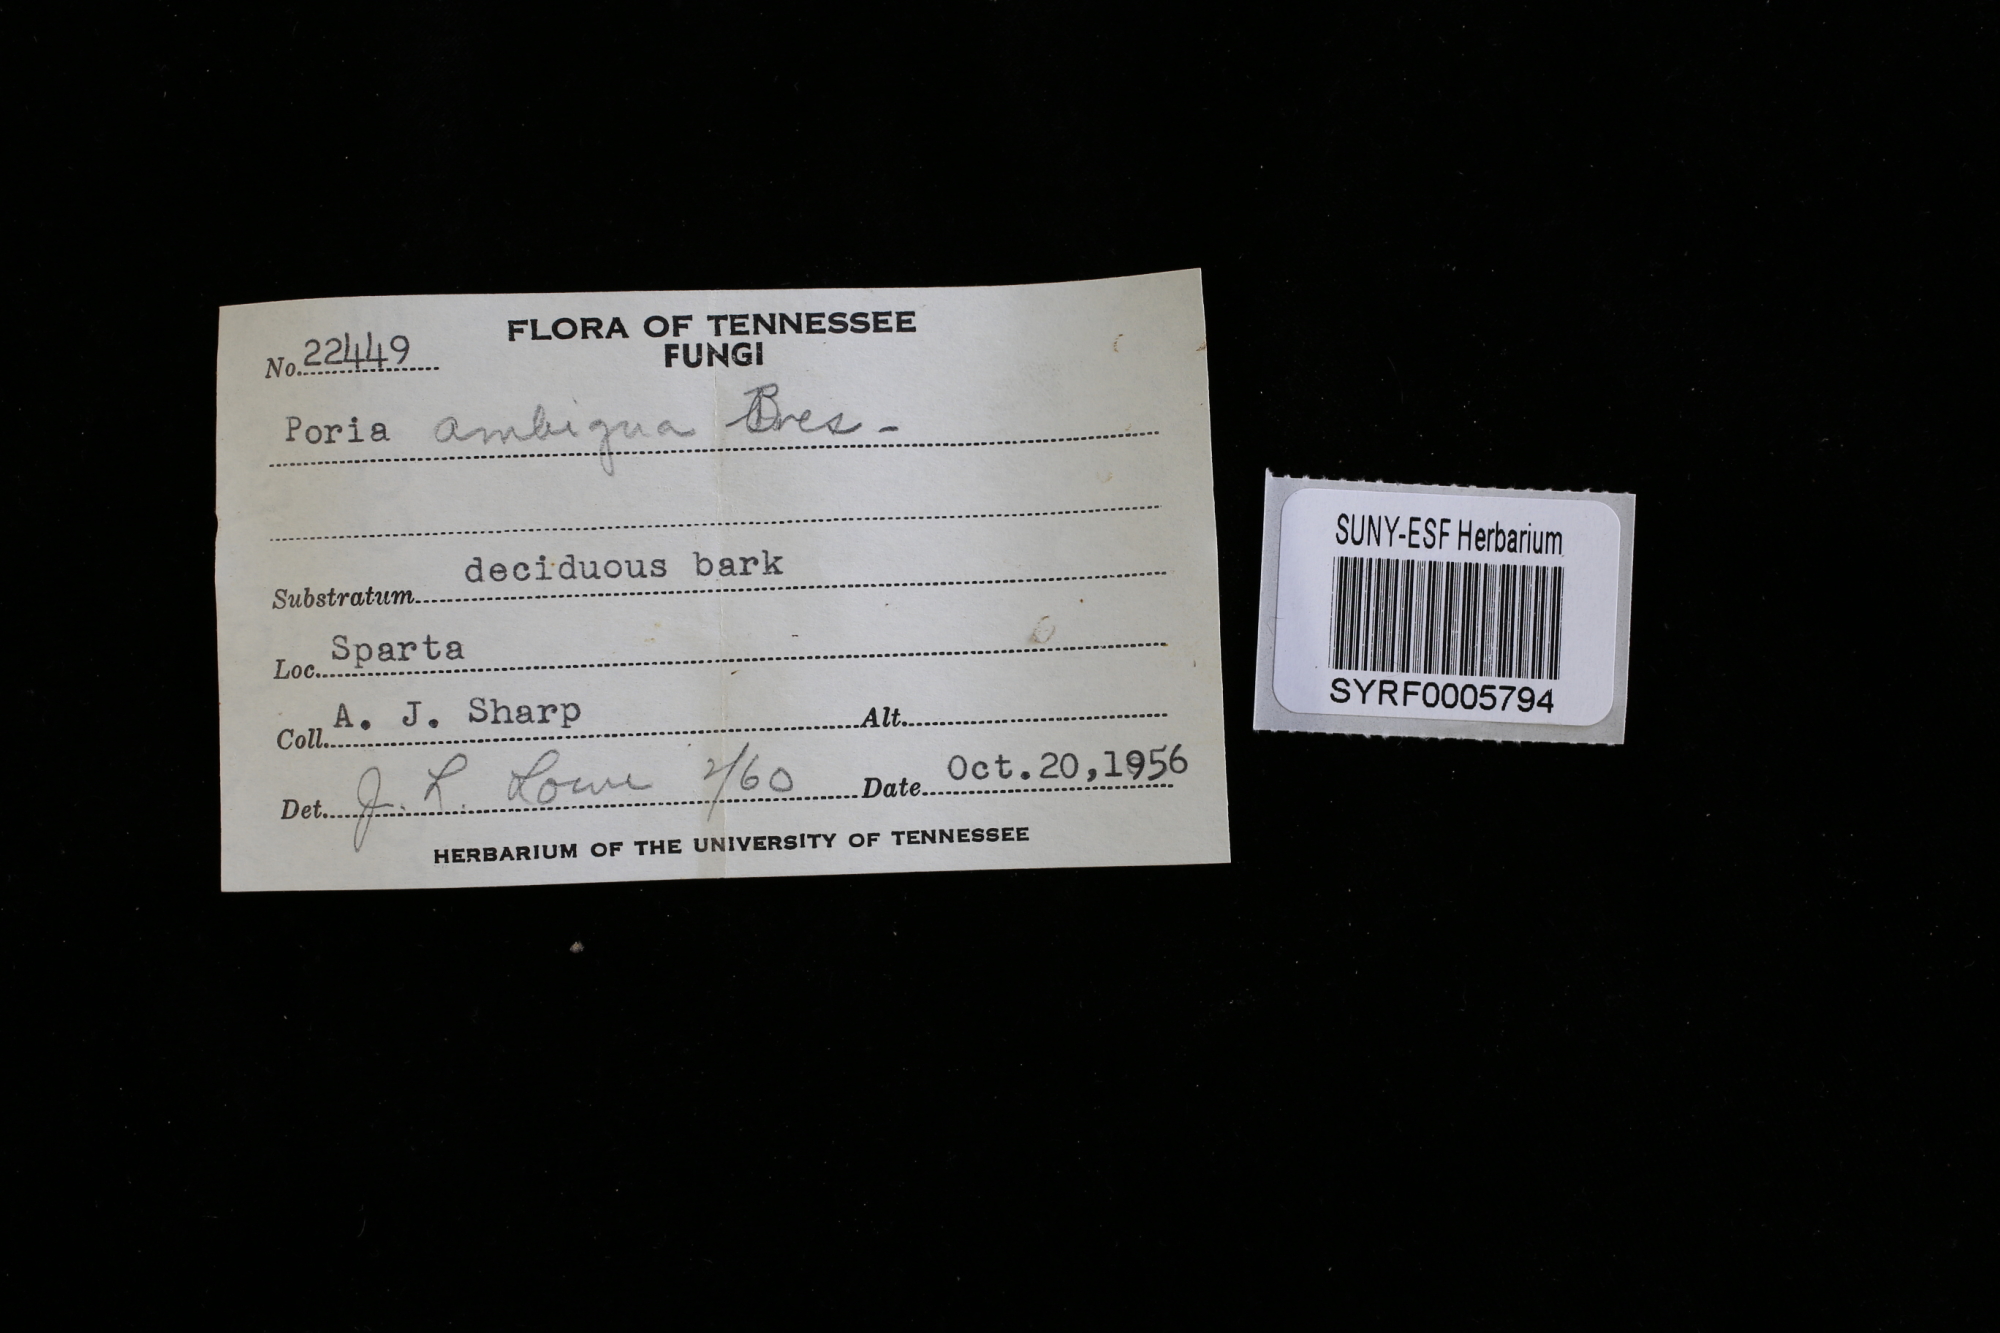 FLORA OF TENNESSEE
FUNGI
No. 22449
Poria ambigua Bres-
Substratum deciduous bark
Loc. Sparta
Coll. A. J. Sharp Alt.
Det. J. L. Lowe 2/60 Date Oct.20,1956
HERBARIUM OF THE UNIVERSITY OF TENNESSEE
SUNY-ESF Herbarium
SYRF0005794